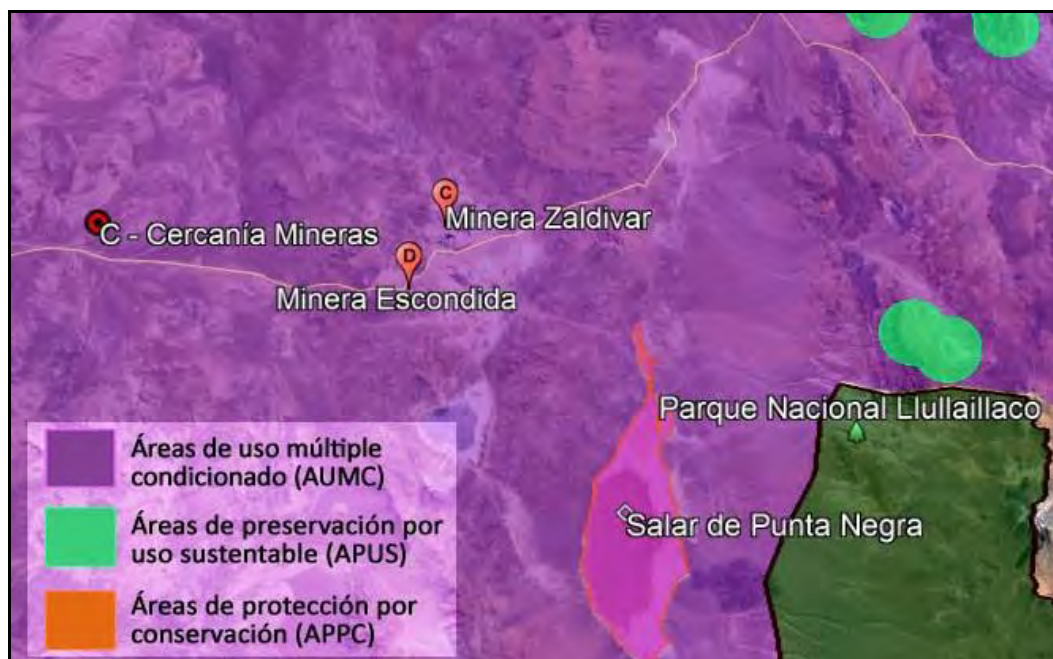 C
Minera Zaldivar
C - Cercanía Mineras
D
Minera Escondida
Parque Nacional Llullaillaco
Salar de Punta Negra
Áreas de uso múltiple
condicionado (AUMC)
Áreas de preservación por
uso sustentable (APUS)
Áreas de protección por
conservación (APPC)